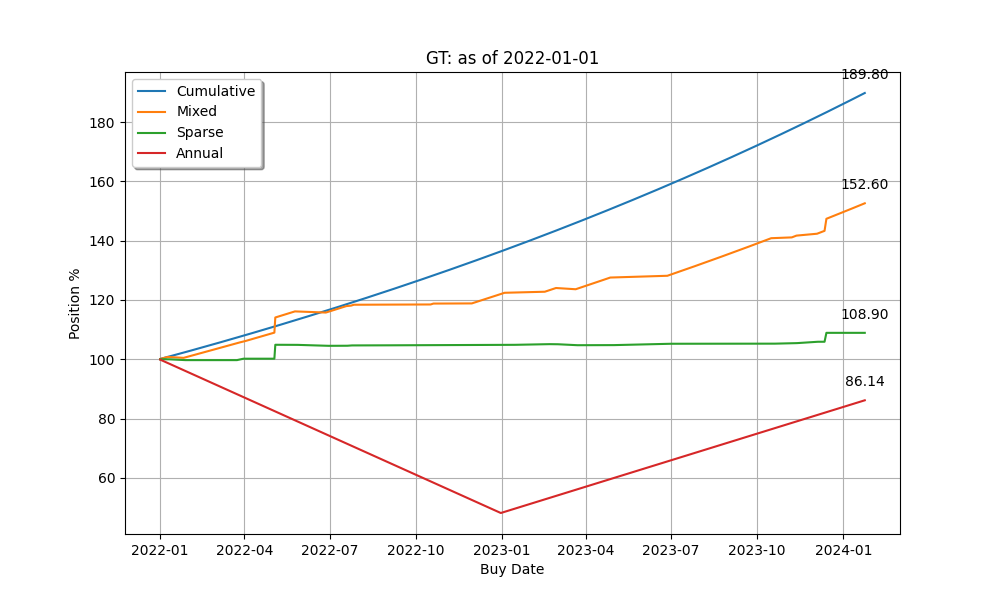 GT: as of 2022-01-01
Cumulative
Mixed
Sparse
Annual
189.80
152.60
108.90
86.14
Position %
180
160
140
120
100
80
60
2022-01 2022-04 2022-07 2022-10 2023-01 2023-04 2023-07 2023-10 2024-01
Buy Date